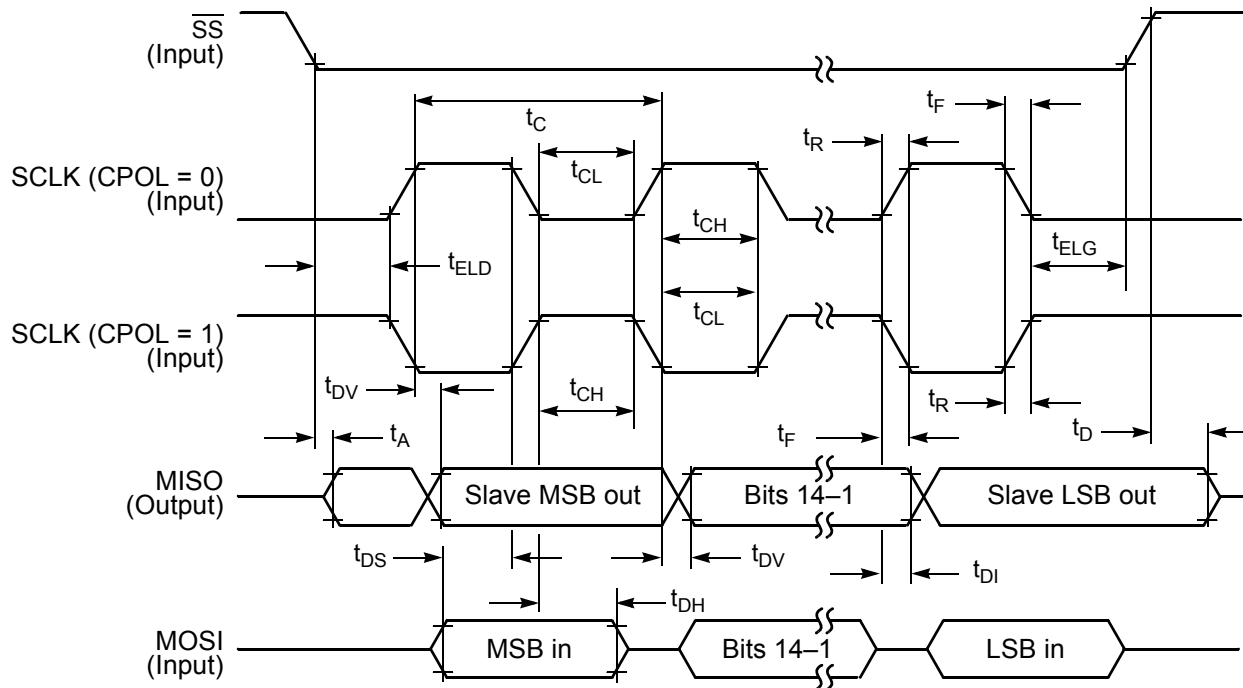 SS
(Input)
t_F
t_C
t_R
SCLK (CPOL = 0)
(Input)
t_CL
t_CH
t_ELD
t_ELG
t_CL
SCLK (CPOL = 1)
(Input)
t_DV
t_CH
t_R
t_A
t_F
t_D
MISO
(Output)
Slave MSB out
Bits 14–1
Slave LSB out
t_DS
t_DV
t_DI
t_DH
MOSI
(Input)
MSB in
Bits 14–1
LSB in